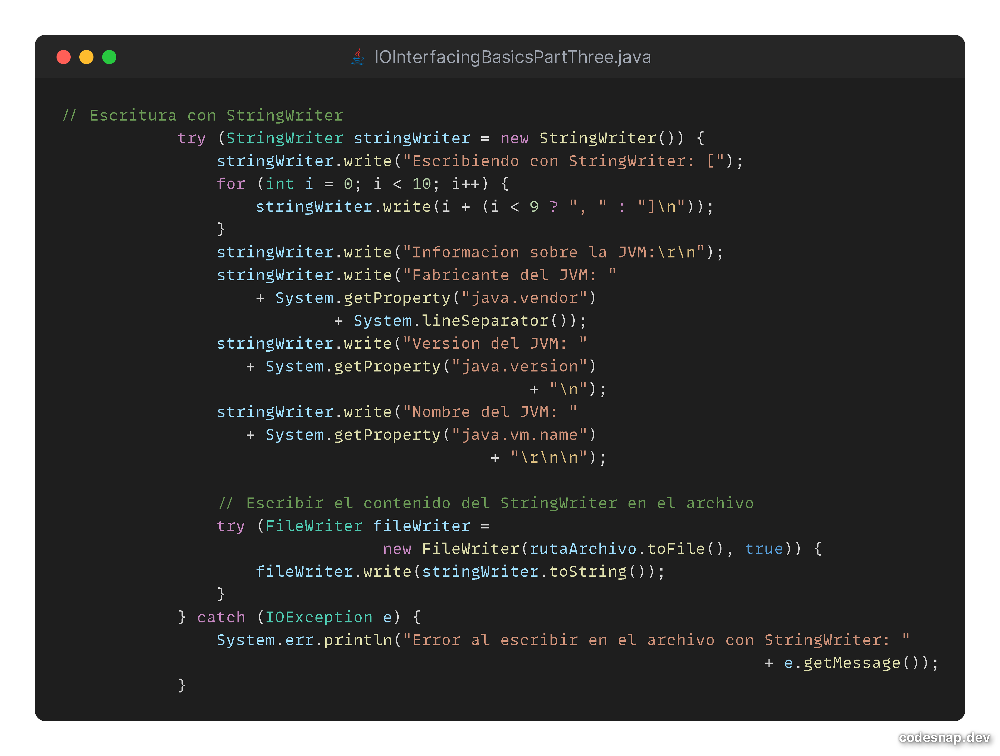 IOInterfacingBasicsPartThree.java
// Escritura con StringWriter
try (StringWriter stringWriter = new StringWriter()) {
stringWriter.write("Escribiendo con StringWriter: [");
for (int i = 0; i < 10; i++) {
stringWriter.write(i + (i < 9 ? ", " : "]\n"));
}
stringWriter.write("Informacion sobre la JVM:\r\n");
stringWriter.write("Fabricante del JVM: "
+ System.getProperty("java.vendor")
+ System.lineSeparator());
stringWriter.write("Version del JVM: "
+ System.getProperty("java.version")
+ "\n");
stringWriter.write("Nombre del JVM: "
+ System.getProperty("java.vm.name")
+ "\r\n\n");
// Escribir el contenido del StringWriter en el archivo
try (FileWriter fileWriter =
new FileWriter(rutaArchivo.toFile(), true)) {
fileWriter.write(stringWriter.toString());
}
} catch (IOException e) {
System.err.println("Error al escribir en el archivo con StringWriter: "
+ e.getMessage());
}
codesnap.dev